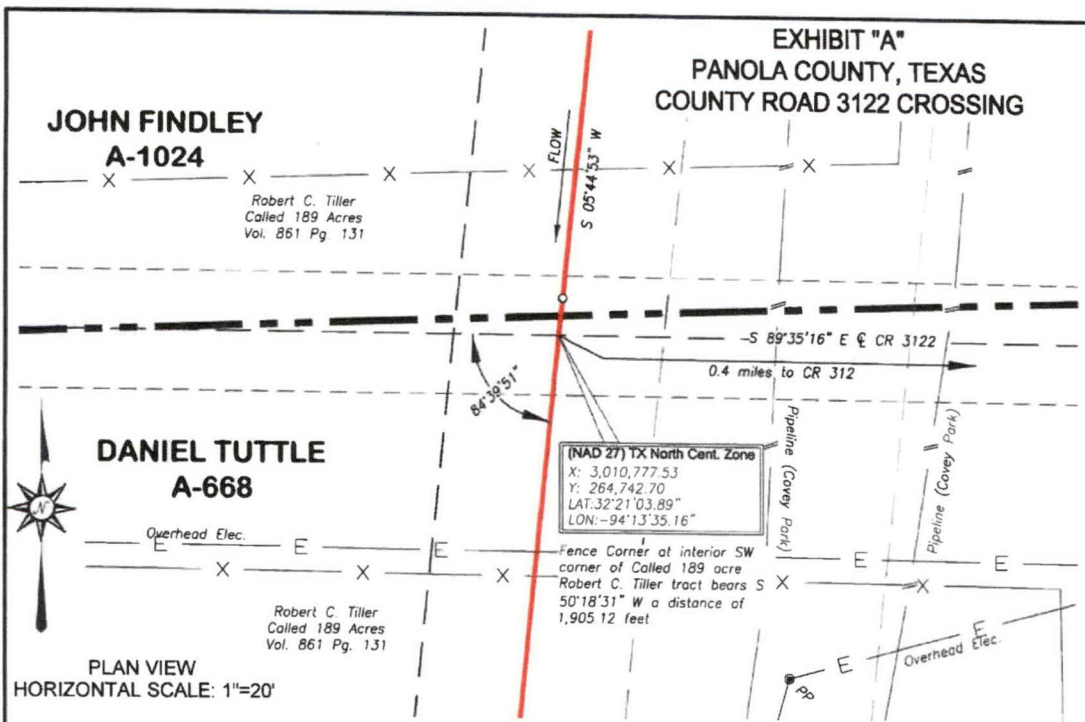 EXHIBIT "A"
PANOLA COUNTY, TEXAS
COUNTY ROAD 3122 CROSSING
JOHN FINDLEY
A-1024
FLOW
S 05°44'53" W
X X X X X X
Robert C. Tiller
Called 189 Acres
Vol. 861 Pg. 131
S 89°35'16" E ℄ CR 3122
0.4 miles to CR 312
84°39'51"
DANIEL TUTTLE
A-668
N
(NAD 27) TX North Cent. Zone
X: 3,010,777.53
Y: 264,742.70
LAT:32°21'03.89"
LON:-94°13'35.16"
Pipeline (Covey Park)
Pipeline (Covey Park)
Overhead Elec.
E E E E E
Fence Corner at interior SW
corner of Called 189 acre
Robert C. Tiller tract bears S
50°18'31" W a distance of
1,905.12 feet
X X X X X
Robert C. Tiller
Called 189 Acres
Vol. 861 Pg. 131
E E
Overhead Elec.
PP
PLAN VIEW
HORIZONTAL SCALE: 1"=20'